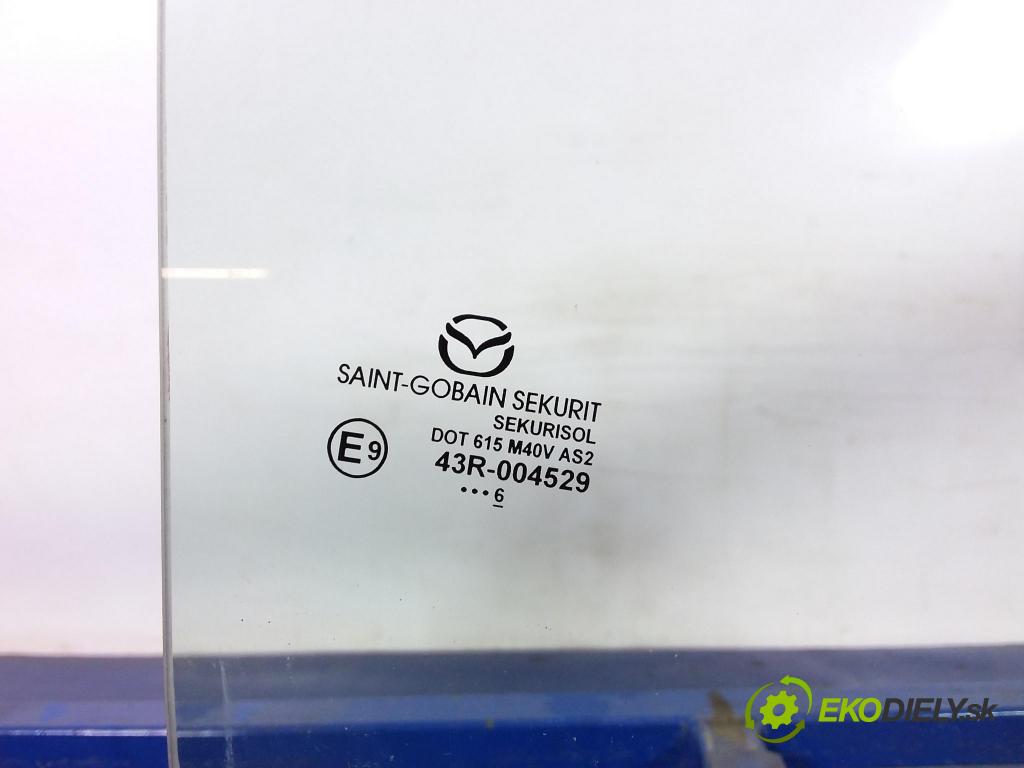 SAINT-GOBAIN SEKURIT
SEKURISOL
DOT 615 M40V AS2
E9
43R-004529
•••6
EKODIELY.sk